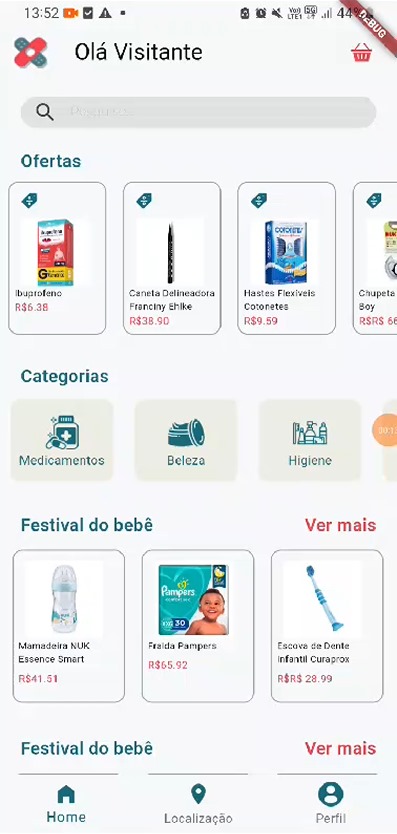 13:52
44%
DEBUG
Olá Visitante
Pesquisar
Ofertas
Ibuprofeno
R$6.38
Caneta Delineadora
Franciny Ehlke
R$38.90
Hastes Flexíveis
Cotonetes
R$9.59
Chupeta
Boy
R$R$ 66
Categorias
Medicamentos
Beleza
Higiene
Festival do bebê
Ver mais
Mamadeira NUK
Essence Smart
R$41.51
Pampers
30
Fralda Pampers
R$65.92
Escova de Dente
Infantil Curaprox
R$R$ 28.99
Festival do bebê
Ver mais
Home
Localização
Perfil